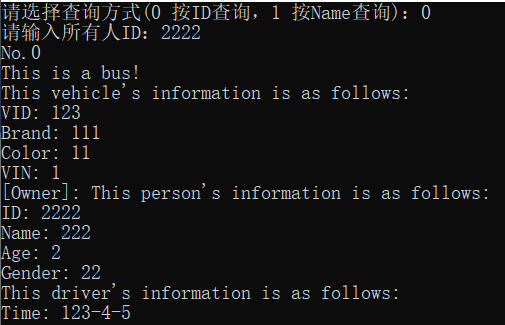 请选择查询方式(0 按ID查询，1 按Name查询)：0
请输入所有人ID：2222
No.0
This is a bus!
This vehicle's information is as follows:
VID: 123
Brand: 111
Color: 11
VIN: 1
[Owner]: This person's information is as follows:
ID: 2222
Name: 222
Age: 2
Gender: 22
This driver's information is as follows:
Time: 123-4-5